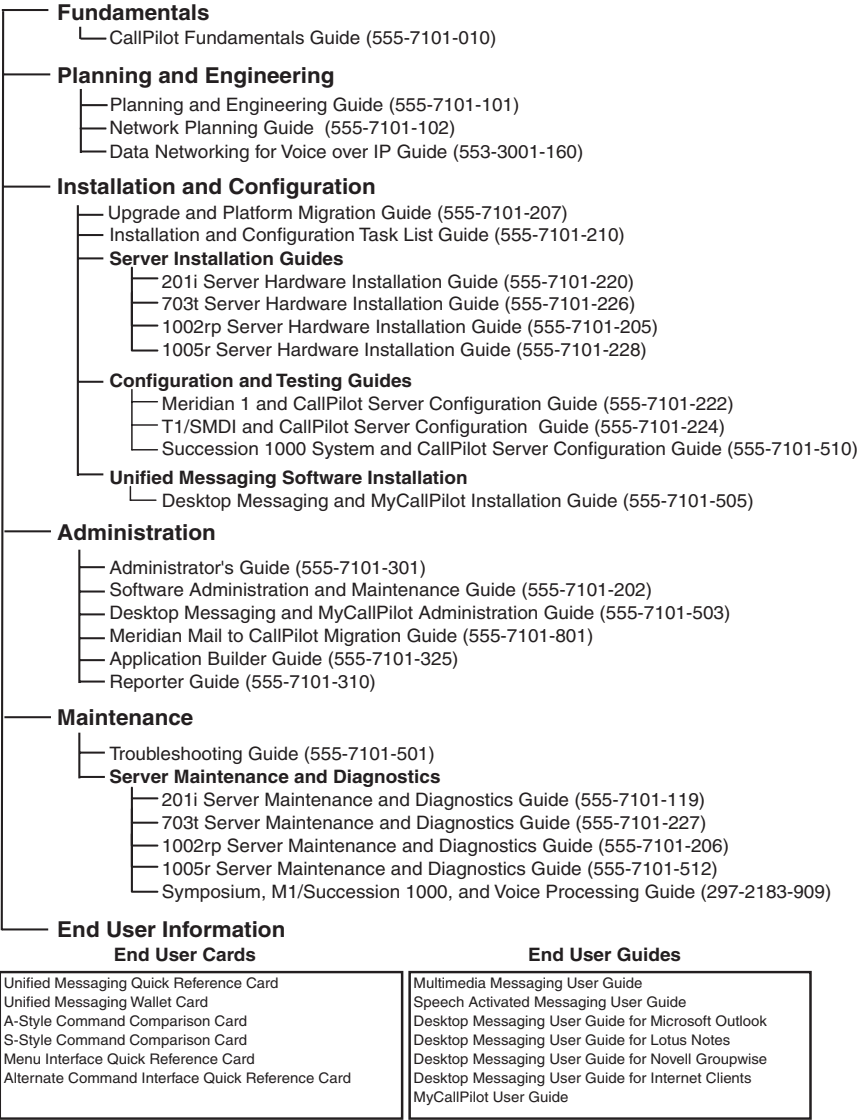 Fundamentals
CallPilot Fundamentals Guide (555-7101-010)
Planning and Engineering
Planning and Engineering Guide (555-7101-101)
Network Planning Guide (555-7101-102)
Data Networking for Voice over IP Guide (553-3001-160)
Installation and Configuration
Upgrade and Platform Migration Guide (555-7101-207)
Installation and Configuration Task List Guide (555-7101-210)
Server Installation Guides
201i Server Hardware Installation Guide (555-7101-220)
703t Server Hardware Installation Guide (555-7101-226)
1002rp Server Hardware Installation Guide (555-7101-205)
1005r Server Hardware Installation Guide (555-7101-228)
Configuration and Testing Guides
Meridian 1 and CallPilot Server Configuration Guide (555-7101-222)
T1/SMDI and CallPilot Server Configuration Guide (555-7101-224)
Succession 1000 System and CallPilot Server Configuration Guide (555-7101-510)
Unified Messaging Software Installation
Desktop Messaging and MyCallPilot Installation Guide (555-7101-505)
Administration
Administrator's Guide (555-7101-301)
Software Administration and Maintenance Guide (555-7101-202)
Desktop Messaging and MyCallPilot Administration Guide (555-7101-503)
Meridian Mail to CallPilot Migration Guide (555-7101-801)
Application Builder Guide (555-7101-325)
Reporter Guide (555-7101-310)
Maintenance
Troubleshooting Guide (555-7101-501)
Server Maintenance and Diagnostics
201i Server Maintenance and Diagnostics Guide (555-7101-119)
703t Server Maintenance and Diagnostics Guide (555-7101-227)
1002rp Server Maintenance and Diagnostics Guide (555-7101-206)
1005r Server Maintenance and Diagnostics Guide (555-7101-512)
Symposium, M1/Succession 1000, and Voice Processing Guide (297-2183-909)
End User Information
End User Cards
Unified Messaging Quick Reference Card
Unified Messaging Wallet Card
A-Style Command Comparison Card
S-Style Command Comparison Card
Menu Interface Quick Reference Card
Alternate Command Interface Quick Reference Card
End User Guides
Multimedia Messaging User Guide
Speech Activated Messaging User Guide
Desktop Messaging User Guide for Microsoft Outlook
Desktop Messaging User Guide for Lotus Notes
Desktop Messaging User Guide for Novell Groupwise
Desktop Messaging User Guide for Internet Clients
MyCallPilot User Guide